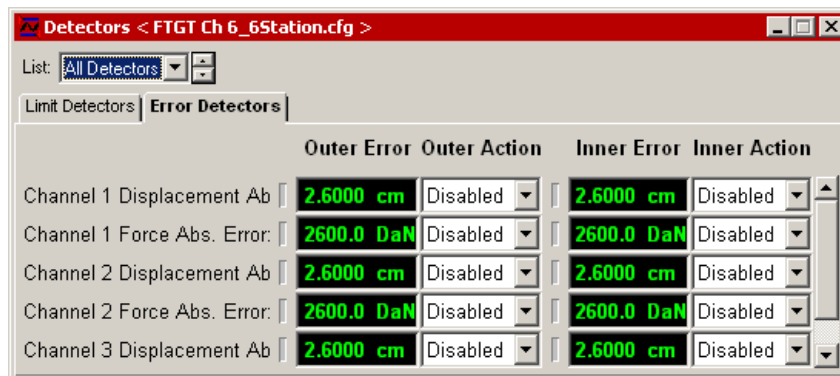 Detectors < FTGT Ch 6_6Station.cfg >
List: All Detectors
Limit Detectors Error Detectors
Outer Error Outer Action Inner Error Inner Action
Channel 1 Displacement Ab 2.6000 cm Disabled 2.6000 cm Disabled
Channel 1 Force Abs. Error: 2600.0 DaN Disabled 2600.0 DaN Disabled
Channel 2 Displacement Ab 2.6000 cm Disabled 2.6000 cm Disabled
Channel 2 Force Abs. Error: 2600.0 DaN Disabled 2600.0 DaN Disabled
Channel 3 Displacement Ab 2.6000 cm Disabled 2.6000 cm Disabled